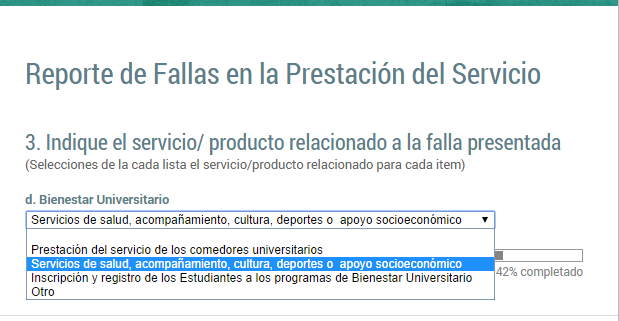 Reporte de Fallas en la Prestación del Servicio
3. Indique el servicio/ producto relacionado a la falla presentada
(Selecciones de la cada lista el servicio/producto relacionado para cada item)
d. Bienestar Universitario
Servicios de salud, acompañamiento, cultura, deportes o  apoyo socioeconómico
Prestación del servicio de los comedores universitarios
Servicios de salud, acompañamiento, cultura, deportes o  apoyo socioeconómico
Inscripción y registro de los Estudiantes a los programas de Bienestar Universitario
Otro
42% completado